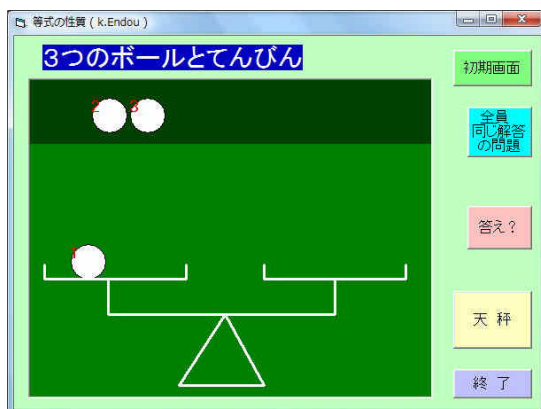 等式の性質 ( k.Endou )
3つのボールとてんびん
初期画面
2 3
全員
同じ解答
の問題
答え？
1
天 秤
終 了